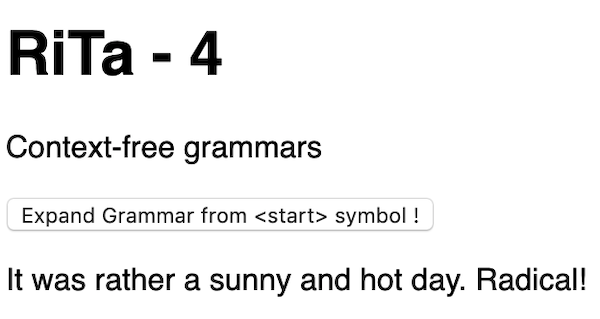 RiTa - 4
Context-free grammars
Expand Grammar from <start> symbol !
It was rather a sunny and hot day. Radical!